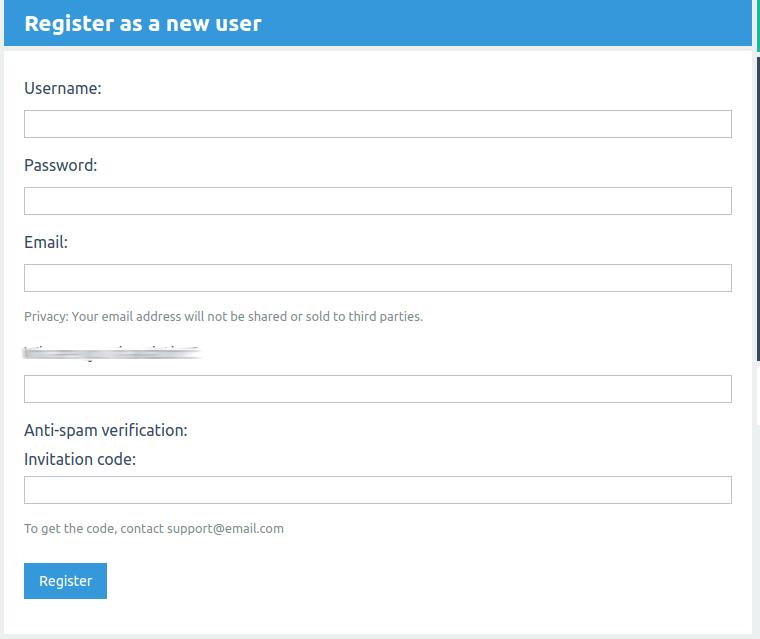 Register as a new user
Username:
Password:
Email:
Privacy: Your email address will not be shared or sold to third parties.
Anti-spam verification:
Invitation code:
To get the code, contact support@email.com
Register